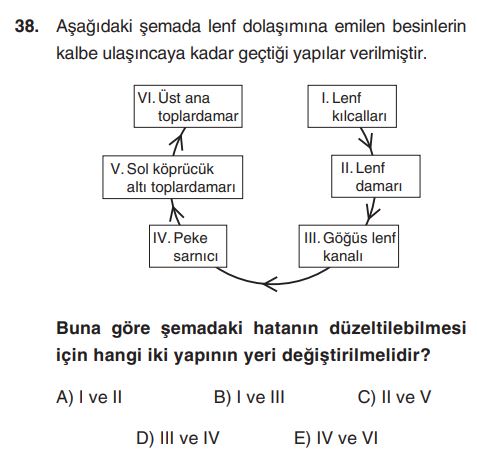 38. Aşağıdaki şemada lenf dolaşımına emilen besinlerin
kalbe ulaşıncaya kadar geçtiği yapılar verilmiştir.
VI. Üst ana
toplardamar
I. Lenf
kılcalları
V. Sol köprücük
altı toplardamarı
II. Lenf
damarı
IV. Peke
sarnıcı
III. Göğüs lenf
kanalı
Buna göre şemadaki hatanın düzeltilebilmesi
için hangi iki yapının yeri değiştirilmelidir?
A) I ve II B) I ve III C) II ve V
D) III ve IV E) IV ve VI